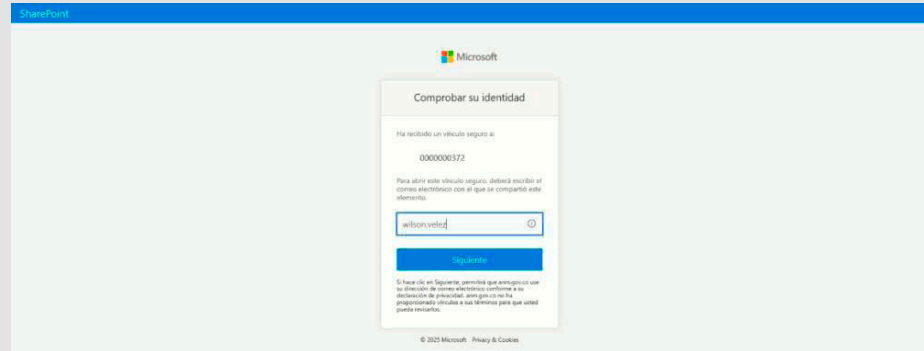 SharePoint
Microsoft
Comprobar su identidad
Ha recibido un vínculo seguro a:
0000000372
Para abrir este vínculo seguro, deberá escribir el
correo electrónico con el que se compartió este
elemento.
wilson.velez
Siguiente
Si hace clic en Siguiente, permitirá que anm.gov.co use
su dirección de correo electrónico conforme a su
declaración de privacidad. anm.gov.co no ha
proporcionado vínculos a sus términos para que usted
pueda revisarlos.
© 2025 Microsoft Privacy & Cookies